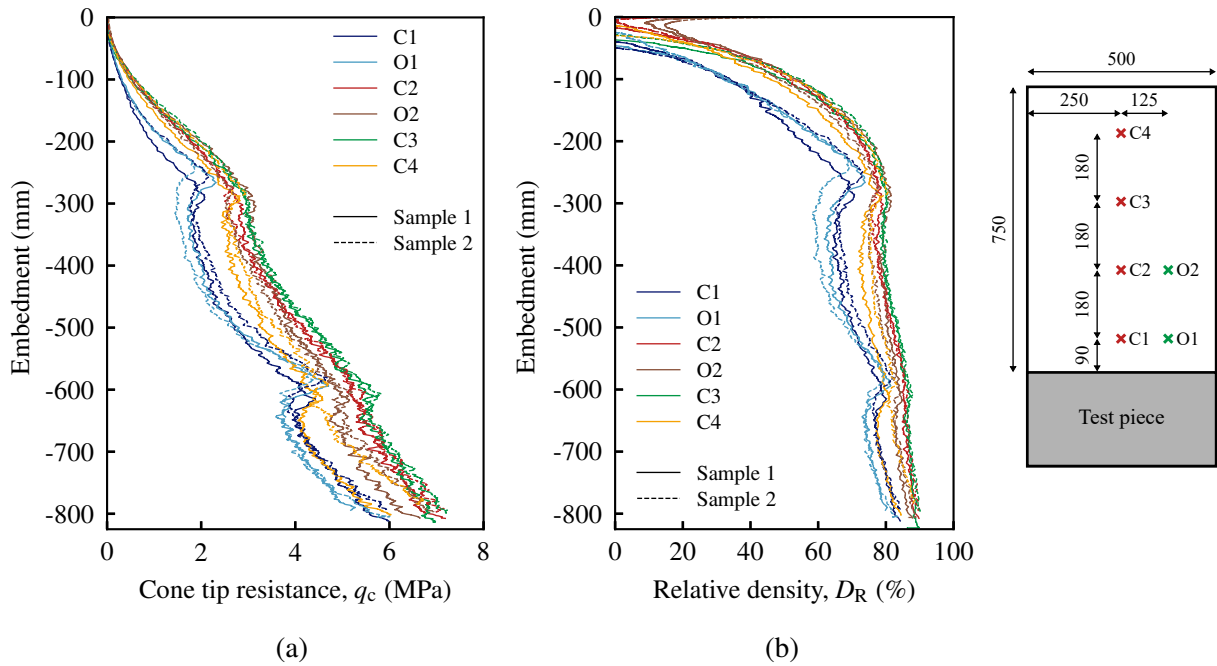 0
-100
-200
-300
-400
-500
-600
-700
-800
Embedment (mm)
0 2 4 6 8
Cone tip resistance, qc (MPa)
C1
O1
C2
O2
C3
C4
Sample 1
Sample 2
(a)
0
-100
-200
-300
-400
-500
-600
-700
-800
Embedment (mm)
0 20 40 60 80 100
Relative density, DR (%)
C1
O1
C2
O2
C3
C4
Sample 1
Sample 2
(b)
500
250 125
C4
180
C3
750
180
C2 O2
180
C1 O1
90
Test piece